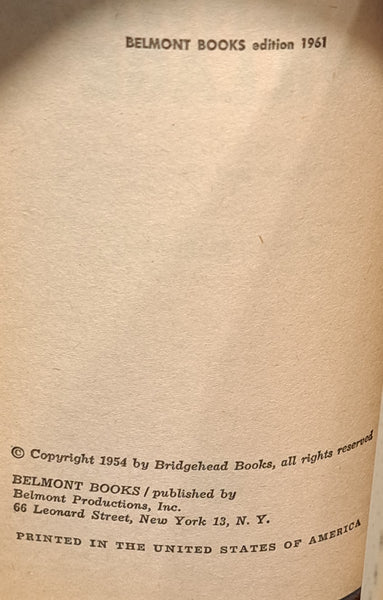 BELMONT BOOKS edition 1961
© Copyright 1954 by Bridgehead Books, all rights reserved
BELMONT BOOKS / published by
Belmont Productions, Inc.
66 Leonard Street, New York 13, N. Y.
PRINTED IN THE UNITED STATES OF AMERICA